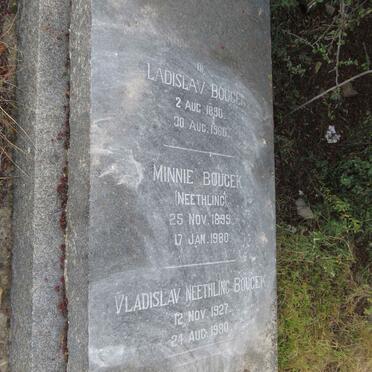 LADISLAV BOUCEK
2 AUG. 1890
30 AUG. 1960
MINNIE BOUCEK
(NEETHLING)
25 NOV. 1899
17 JAN. 1980
VLADISLAV NEETHLING BOUCEK
12 NOV. 1927
24 AUG. 1980